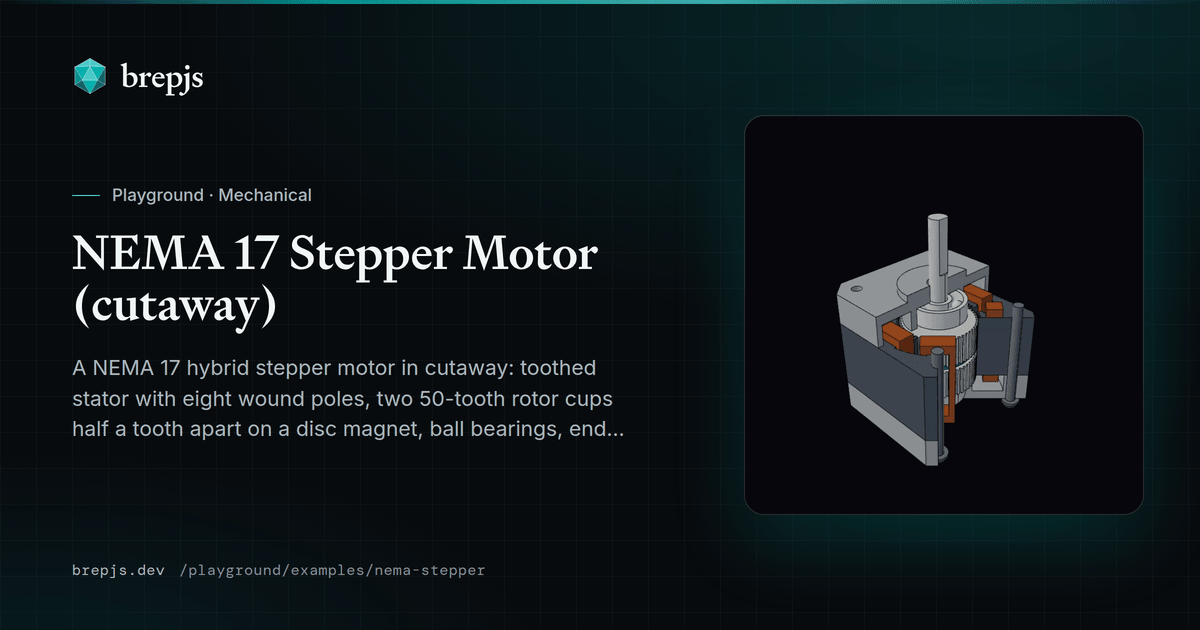 brepjs
Playground · Mechanical
NEMA 17 Stepper Motor
(cutaway)
A NEMA 17 hybrid stepper motor in cutaway: toothed
stator with eight wound poles, two 50-tooth rotor cups
half a tooth apart on a disc magnet, ball bearings, end...
brepjs.dev /playground/examples/nema-stepper